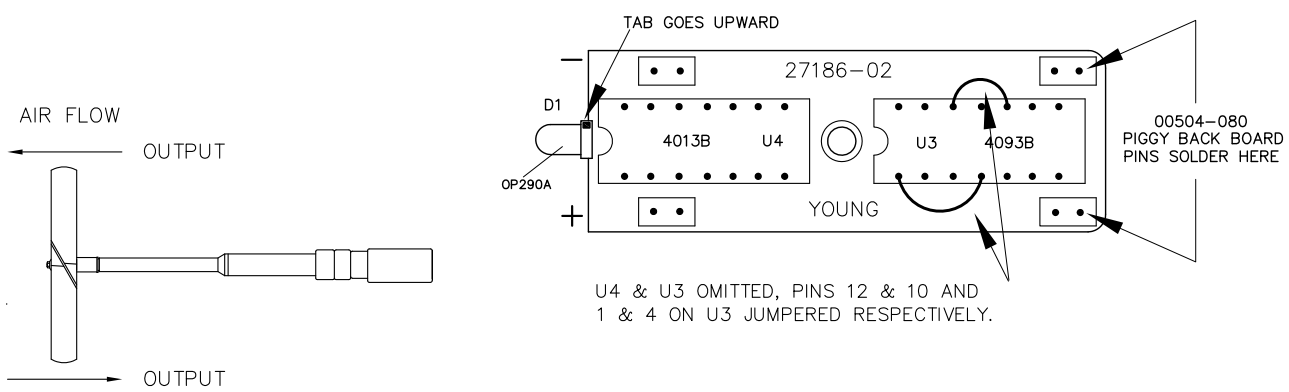 AIR FLOW
OUTPUT
OUTPUT
TAB GOES UPWARD
−
27186−02
D1
4013B
U4
U3
4093B
OP290A
+
YOUNG
00504−080
PIGGY BACK BOARD
PINS SOLDER HERE
U4 & U3 OMITTED, PINS 12 & 10 AND
1 & 4 ON U3 JUMPERED RESPECTIVELY.